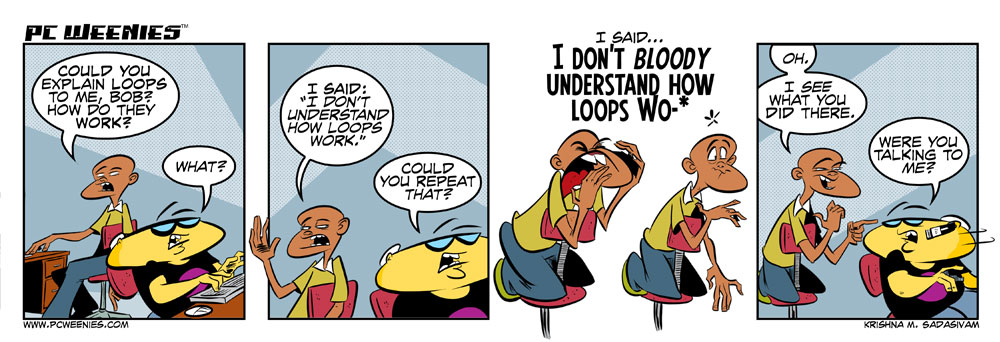 PC WEENIES™
COULD YOU
EXPLAIN LOOPS
TO ME, BOB?
HOW DO THEY
WORK?
WHAT?
I SAID:
"I DON'T
UNDERSTAND
HOW LOOPS
WORK."
COULD
YOU REPEAT
THAT?
I SAID...
I DON'T BLOODY
UNDERSTAND HOW
LOOPS WO-*
OH.
I SEE
WHAT YOU
DID THERE.
WERE YOU
TALKING TO
ME?
WWW.PCWEENIES.COM
KRISHNA M. SADASIVAM